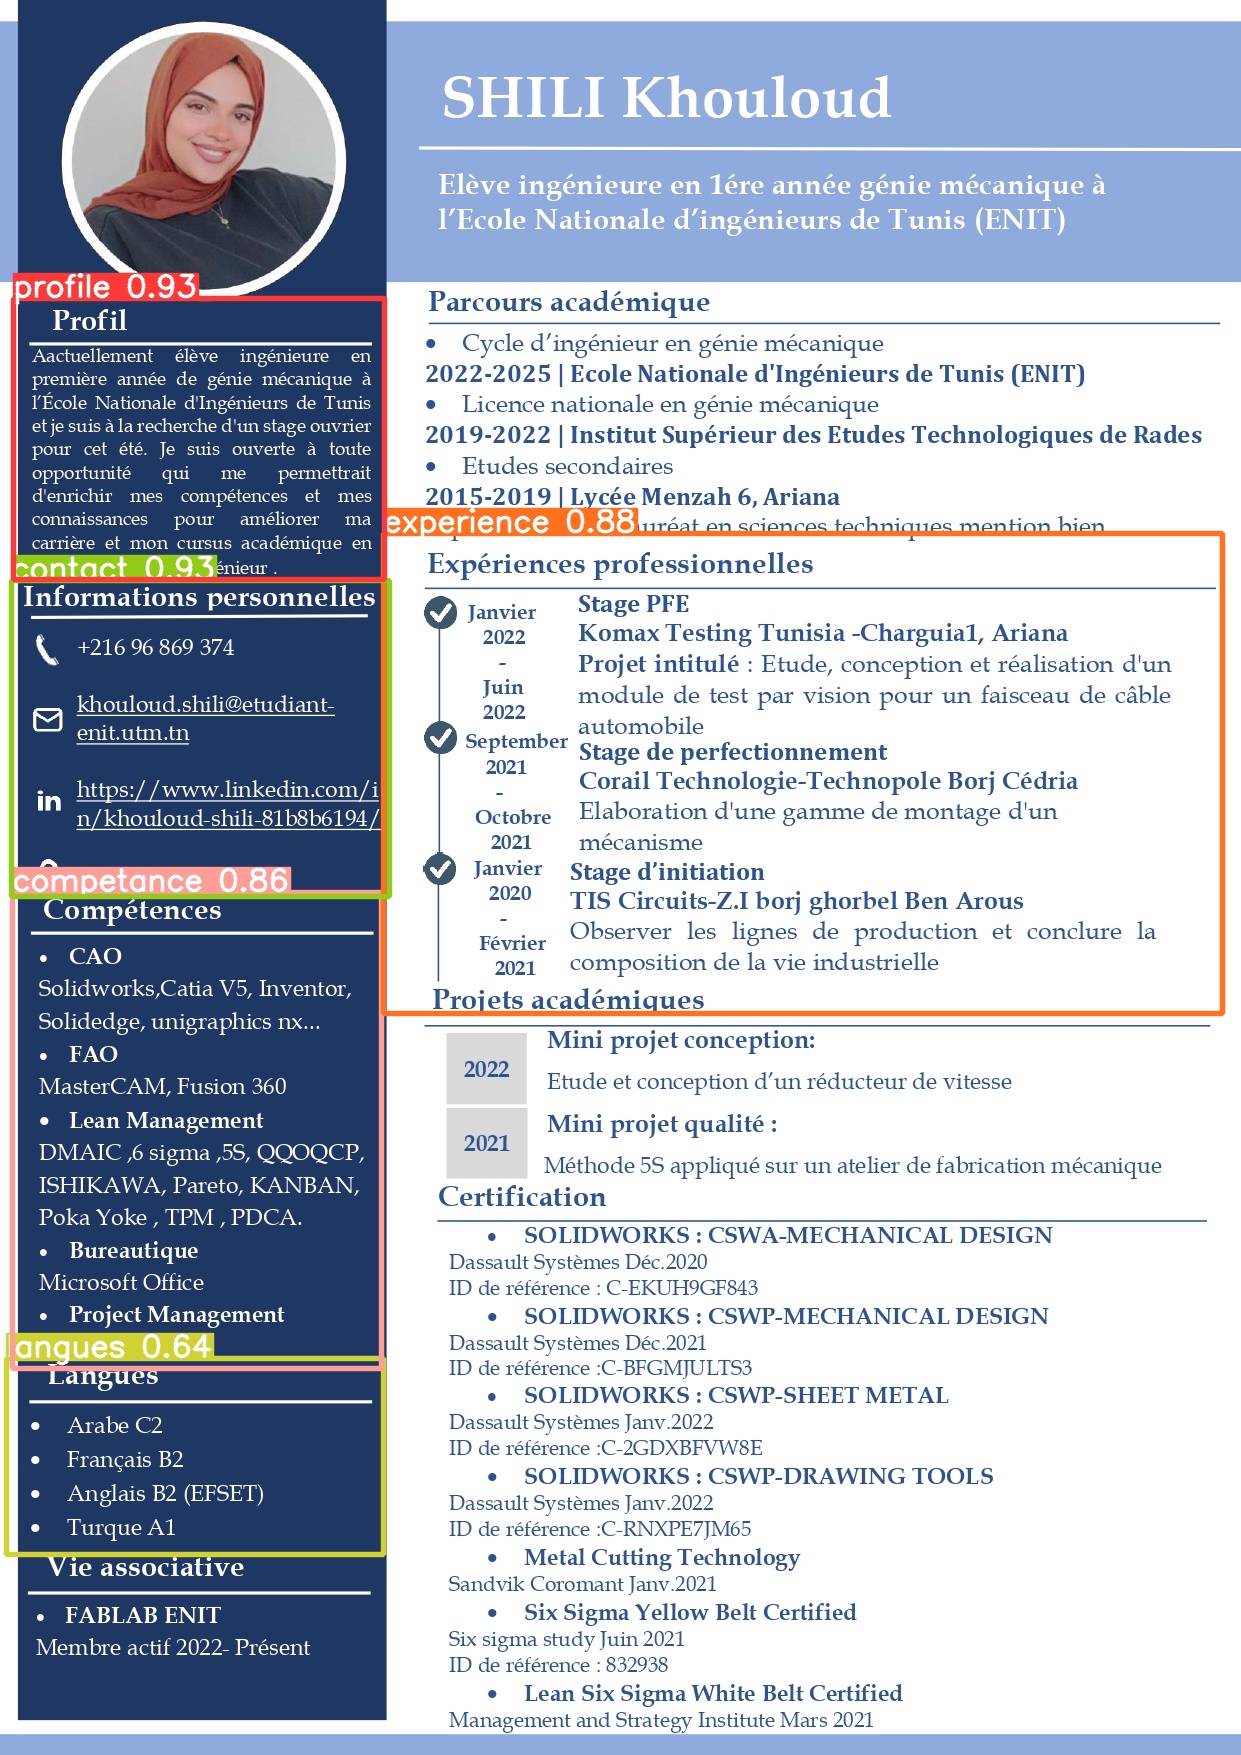 SHILI Khouloud
Elève ingénieure en 1ére année génie mécanique à
l’Ecole Nationale d’ingénieurs de Tunis (ENIT)
profile 0.93
Profil
Aactuellement élève ingénieure en
première année de génie mécanique à
l’École Nationale d'Ingénieurs de Tunis
et je suis à la recherche d'un stage ouvrier
pour cet été. Je suis ouverte à toute
opportunité qui me permettrait
d'enrichir mes compétences et mes
connaissances pour améliorer ma
carrière et mon cursus académique en
énieur .
contact 0.93
Informations personnelles
+216 96 869 374
khouloud.shili@etudiant-
enit.utm.tn
https://www.linkedin.com/i
n/khouloud-shili-81b8b6194/
competance 0.86
Compétences
• CAO
Solidworks,Catia V5, Inventor,
Solidedge, unigraphics nx...
• FAO
MasterCAM, Fusion 360
• Lean Management
DMAIC ,6 sigma ,5S, QQOQCP,
ISHIKAWA, Pareto, KANBAN,
Poka Yoke , TPM , PDCA.
• Bureautique
Microsoft Office
• Project Management
angues 0.64
Langues
• Arabe C2
• Français B2
• Anglais B2 (EFSET)
• Turque A1
Vie associative
• FABLAB ENIT
Membre actif 2022- Présent
Parcours académique
• Cycle d’ingénieur en génie mécanique
2022-2025 | Ecole Nationale d'Ingénieurs de Tunis (ENIT)
• Licence nationale en génie mécanique
2019-2022 | Institut Supérieur des Etudes Technologiques de Rades
• Etudes secondaires
2015-2019 | Lycée Menzah 6, Ariana
uréat en sciences techniques mention bien
experience 0.88
Expériences professionnelles
Janvier
2022
-
Juin
2022
Stage PFE
Komax Testing Tunisia -Charguia1, Ariana
Projet intitulé : Etude, conception et réalisation d'un
module de test par vision pour un faisceau de câble
automobile
September
2021
-
Octobre
2021
Stage de perfectionnement
Corail Technologie-Technopole Borj Cédria
Elaboration d'une gamme de montage d'un
mécanisme
Janvier
2020
-
Février
2021
Stage d’initiation
TIS Circuits-Z.I borj ghorbel Ben Arous
Observer les lignes de production et conclure la
composition de la vie industrielle
Projets académiques
2022
Mini projet conception:
Etude et conception d’un réducteur de vitesse
2021
Mini projet qualité :
Méthode 5S appliqué sur un atelier de fabrication mécanique
Certification
• SOLIDWORKS : CSWA-MECHANICAL DESIGN
Dassault Systèmes Déc.2020
ID de référence : C-EKUH9GF843
• SOLIDWORKS : CSWP-MECHANICAL DESIGN
Dassault Systèmes Déc.2021
ID de référence :C-BFGMJULTS3
• SOLIDWORKS : CSWP-SHEET METAL
Dassault Systèmes Janv.2022
ID de référence :C-2GDXBFVW8E
• SOLIDWORKS : CSWP-DRAWING TOOLS
Dassault Systèmes Janv.2022
ID de référence :C-RNXPE7JM65
• Metal Cutting Technology
Sandvik Coromant Janv.2021
• Six Sigma Yellow Belt Certified
Six sigma study Juin 2021
ID de référence : 832938
• Lean Six Sigma White Belt Certified
Management and Strategy Institute Mars 2021